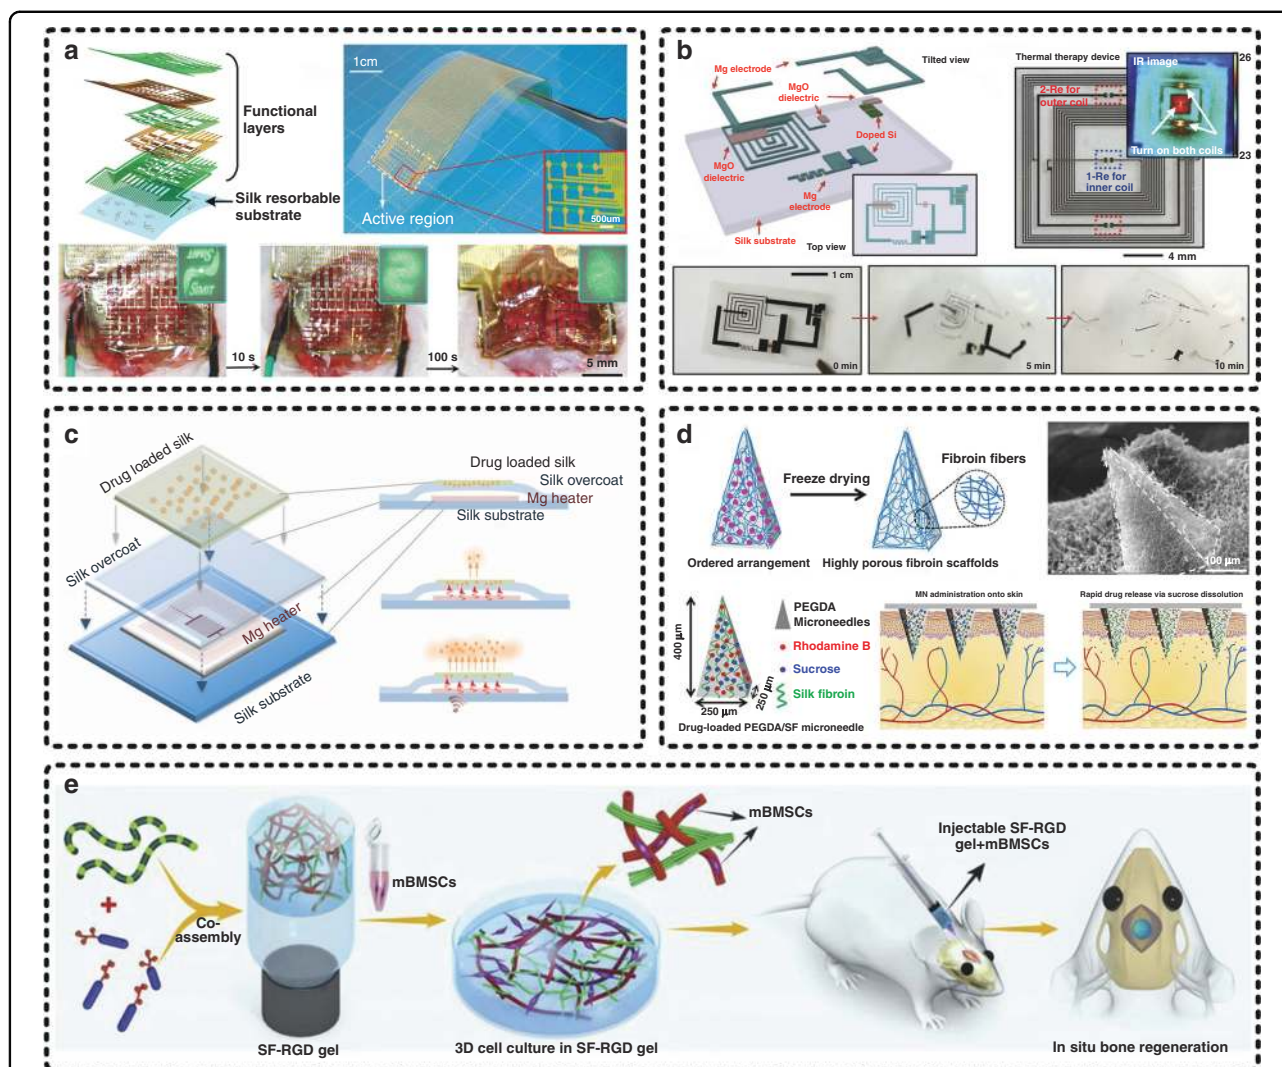 a
1cm
Functional
layers
Silk resorbable
substrate
Active region
500um
10 s
100 s
5 mm
b
Mg electrode
Tilted view
MgO
dielectric
Doped Si
MgO
dielectric
Mg
electrode
Silk substrate
Top view
Thermal therapy device
IR image
26
2-Re for
outer coil
Turn on both coils
23
1-Re for
inner coil
4 mm
1 cm
0 min
5 min
10 min
c
Drug loaded silk
Silk overcoat
Mg heater
Silk substrate
Drug loaded silk
Silk overcoat
Mg heater
Silk substrate
d
Freeze drying
Fibroin fibers
Ordered arrangement
Highly porous fibroin scaffolds
100 μm
400 μm
250 μm
250 μm
PEGDA
Microneedles
Rhodamine B
Sucrose
Silk fibroin
Drug-loaded PEGDA/SF microneedle
MN administration onto skin
Rapid drug release via sucrose dissolution
e
Co-
assembly
SF-RGD gel
mBMSCs
mBMSCs
3D cell culture in SF-RGD gel
Injectable SF-RGD
gel+mBMSCs
In situ bone regeneration